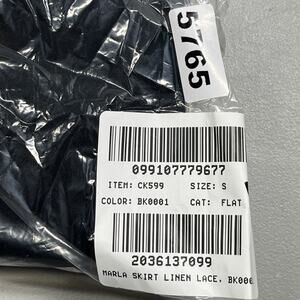 5765
099107779677
ITEM: CK599 SIZE: S
COLOR: BK0001 CAT: FLAT
2036137099
MARLA SKIRT LINEN LACE, BK000